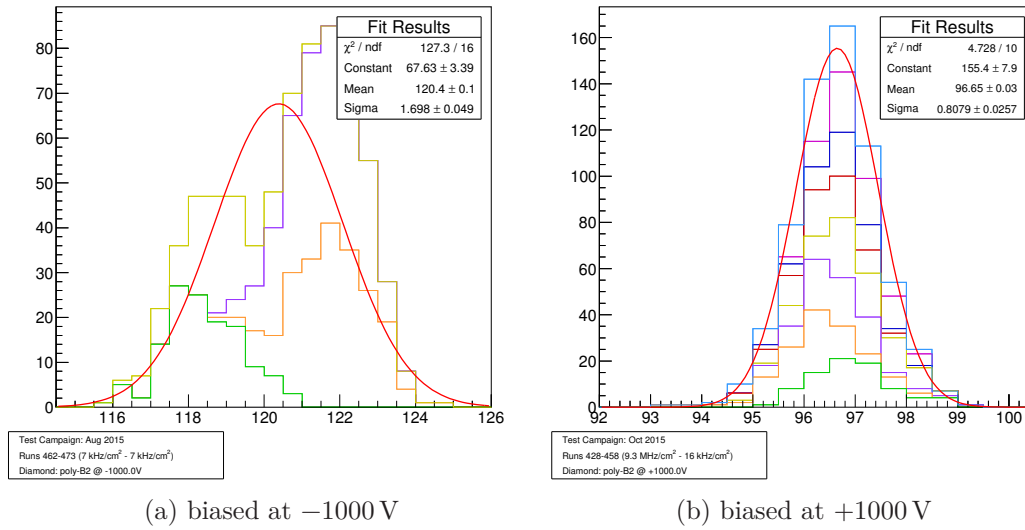 Fit Results
χ² / ndf 127.3 / 16
Constant 67.63 ± 3.39
Mean 120.4 ± 0.1
Sigma 1.698 ± 0.049
80
70
60
50
40
30
20
10
0
116 118 120 122 124 126
Test Campaign: Aug 2015
Runs 462-473 (7 kHz/cm² - 7 kHz/cm²)
Diamond: poly-B2 @ -1000.0V
(a) biased at −1000 V
Fit Results
χ² / ndf 4.728 / 10
Constant 155.4 ± 7.9
Mean 96.65 ± 0.03
Sigma 0.8079 ± 0.0257
160
140
120
100
80
60
40
20
0
92 93 94 95 96 97 98 99 100
Test Campaign: Oct 2015
Runs 428-458 (9.3 MHz/cm² - 16 kHz/cm²)
Diamond: poly-B2 @ +1000.0V
(b) biased at +1000 V